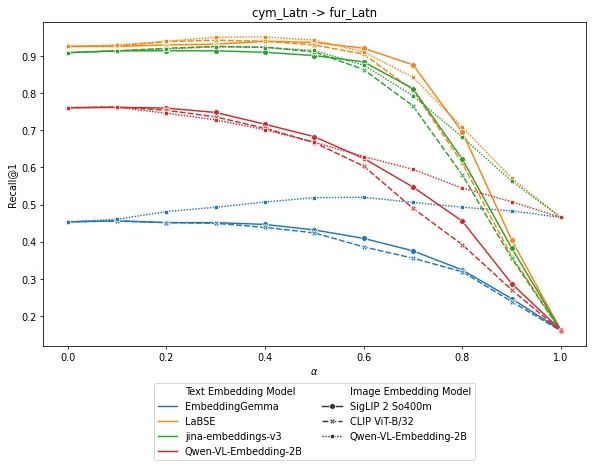 cym_Latn -> fur_Latn
Recall@1
0.9
0.8
0.7
0.6
0.5
0.4
0.3
0.2
0.0 0.2 0.4 0.6 0.8 1.0
α
Text Embedding Model
EmbeddingGemma
LaBSE
jina-embeddings-v3
Qwen-VL-Embedding-2B
Image Embedding Model
SigLIP 2 So400m
CLIP ViT-B/32
Qwen-VL-Embedding-2B